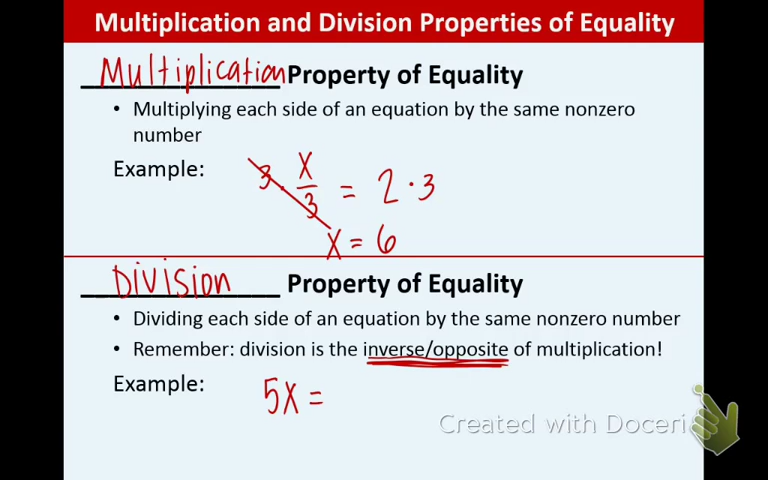 Multiplication and Division Properties of Equality
Multiplication Property of Equality
• Multiplying each side of an equation by the same nonzero
number
Example: 3 · x/3 = 2 · 3
x = 6
Division Property of Equality
• Dividing each side of an equation by the same nonzero number
• Remember: division is the inverse/opposite of multiplication!
Example: 5x =
Created with Doceri